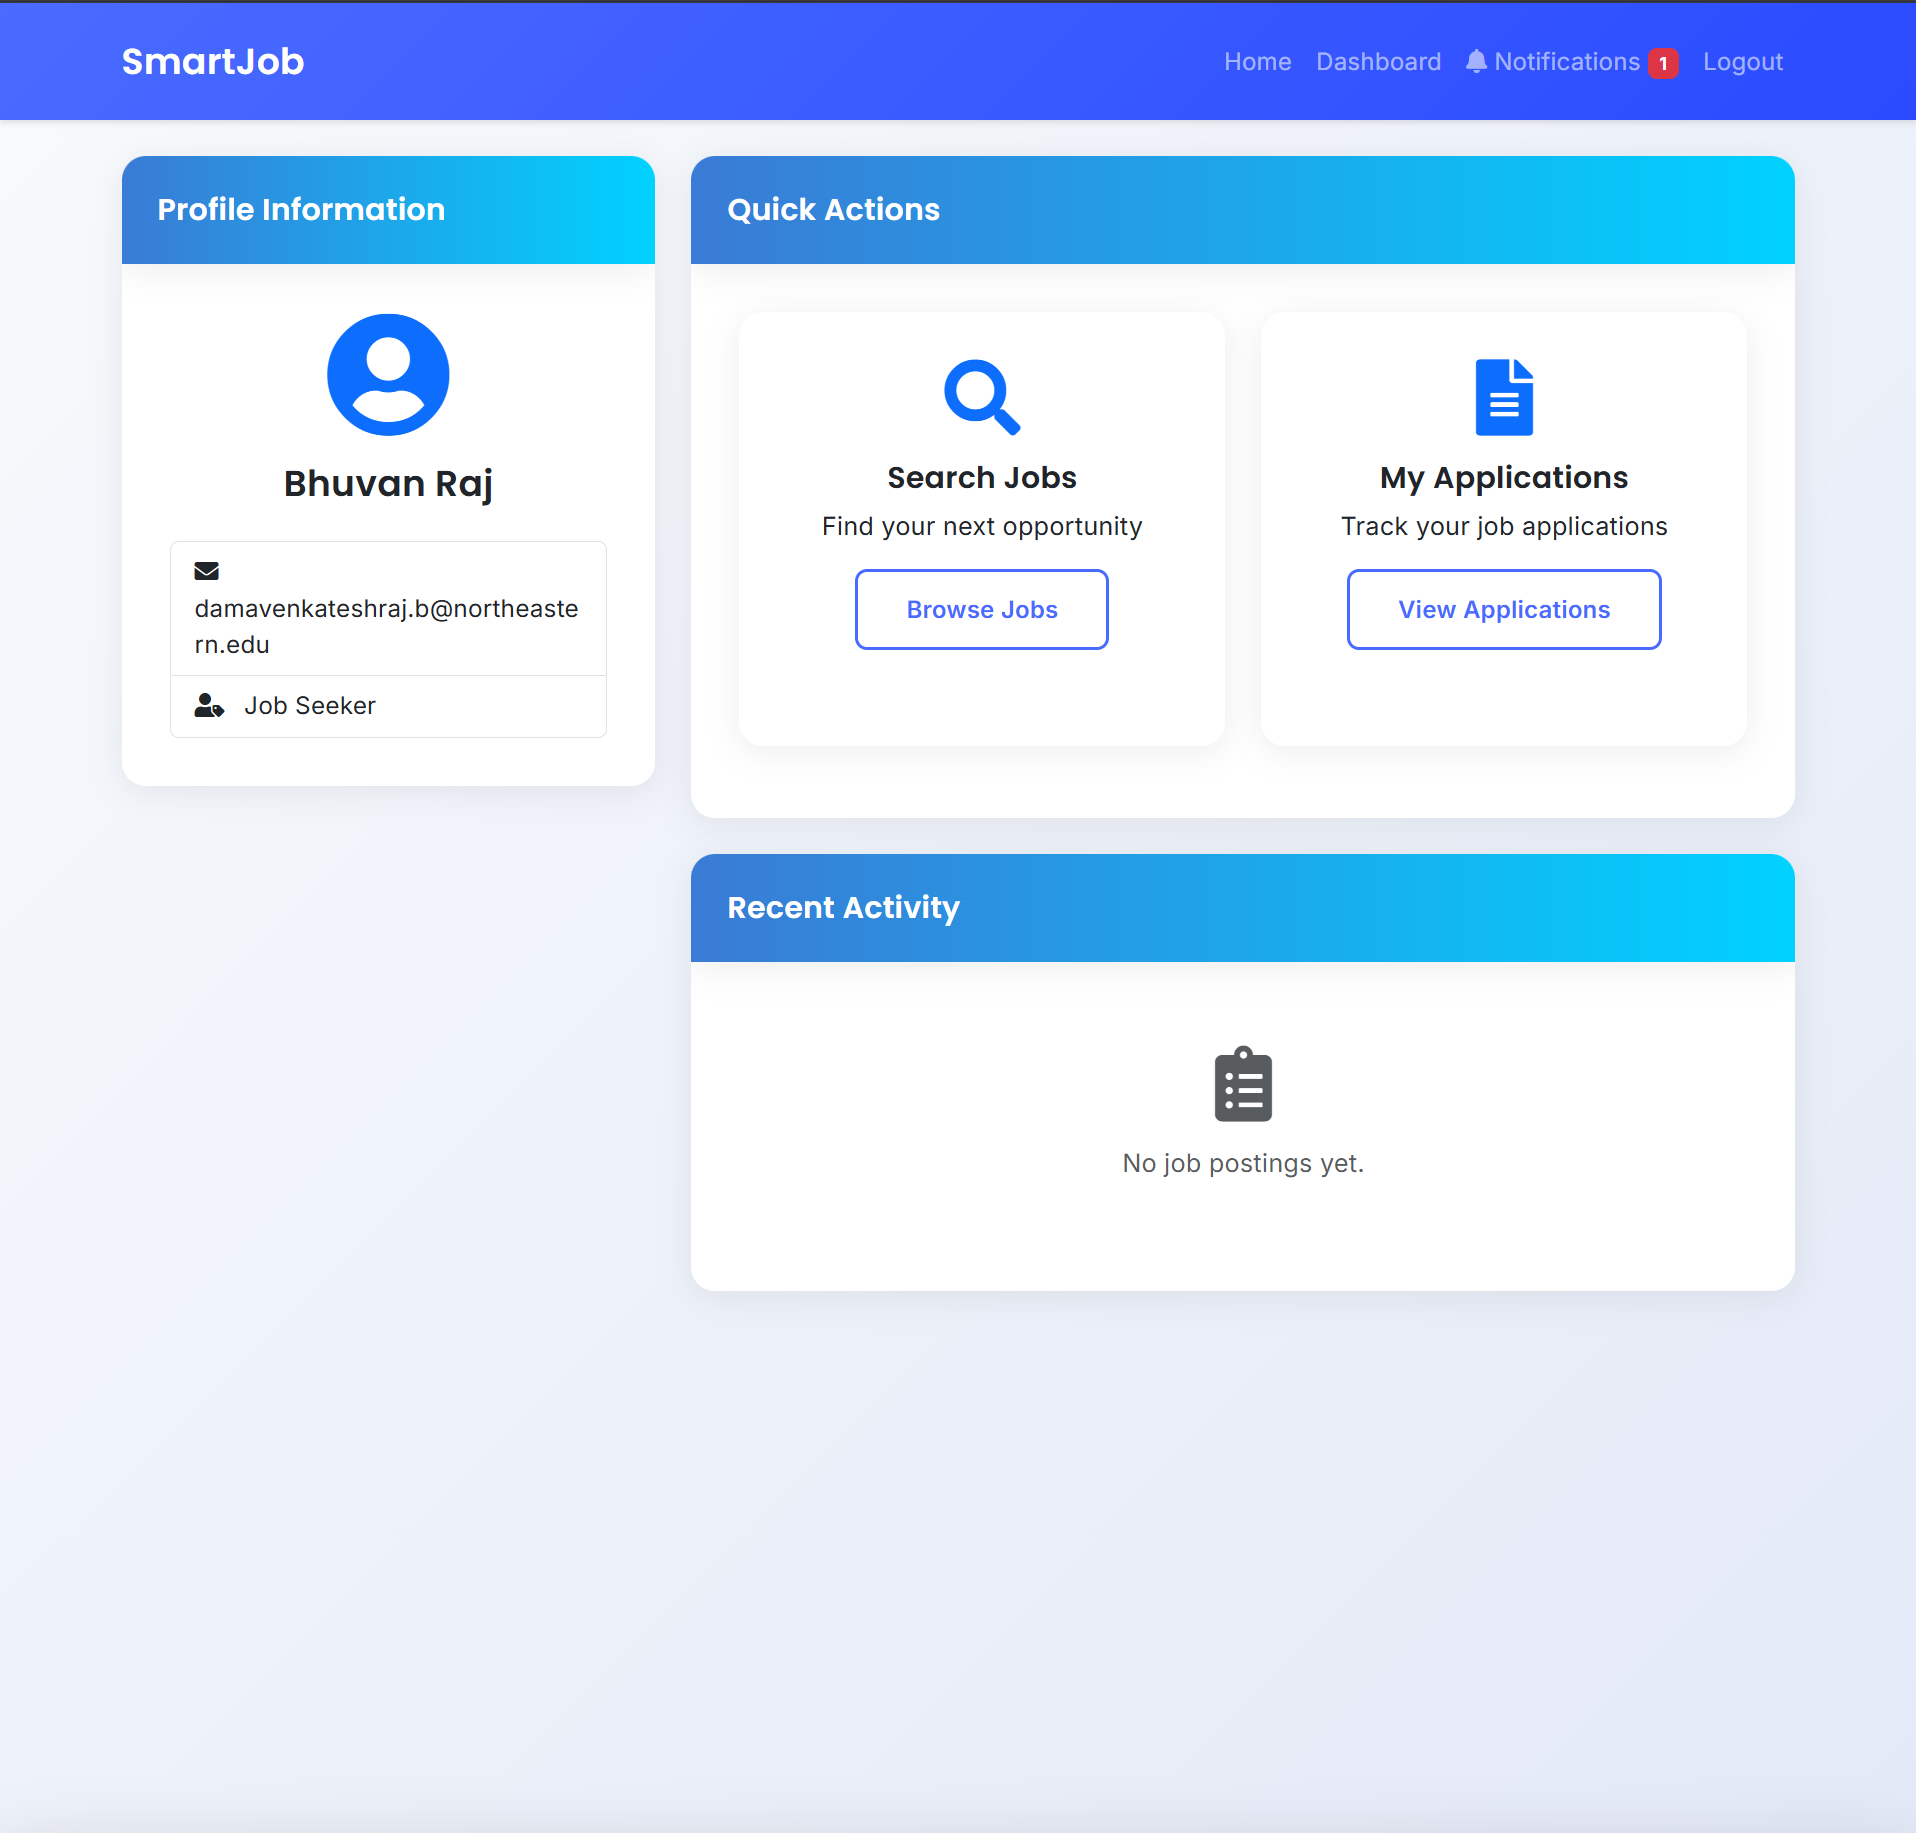 SmartJob
Home Dashboard Notifications 1 Logout
Profile Information
Bhuvan Raj
damavenkateshraj.b@northeaste
rn.edu
Job Seeker
Quick Actions
Search Jobs
Find your next opportunity
Browse Jobs
My Applications
Track your job applications
View Applications
Recent Activity
No job postings yet.